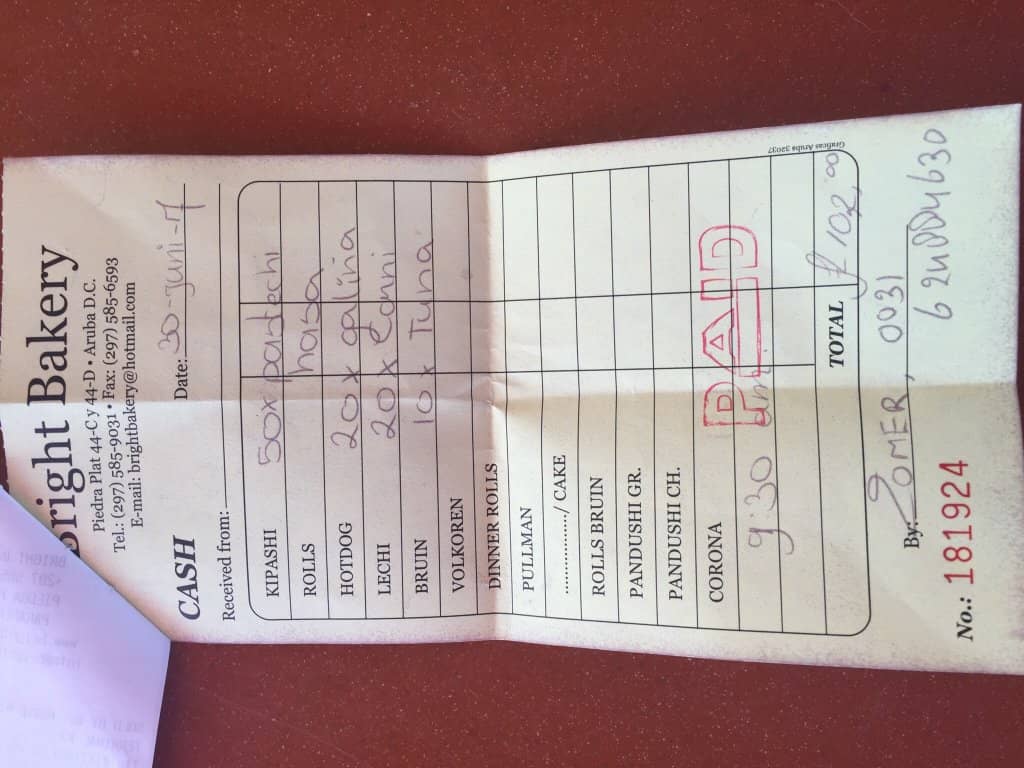 Bright Bakery
Piedra Plat 44-C y 44-D • Aruba D.C.
Tel.: (297) 585-9031 • Fax: (297) 585-6593
E-mail: brightbakery@hotmail.com
CASH Date: 30-juni-17
Received from:
KIPASHI 50x pastechi
ROLLS hasa
HOTDOG 20x galina
LECHI 20x Carni
BRUIN 10x Tuna
VOLKOREN
DINNER ROLLS
PULLMAN
................/ CAKE
ROLLS BRUIN
PANDUSHI GR.
PANDUSHI CH.
CORONA
PAID
9:30
TOTAL ƒ 102,00
Graficas Aruba 32037
By: ZOMER, 0031
No.: 181924